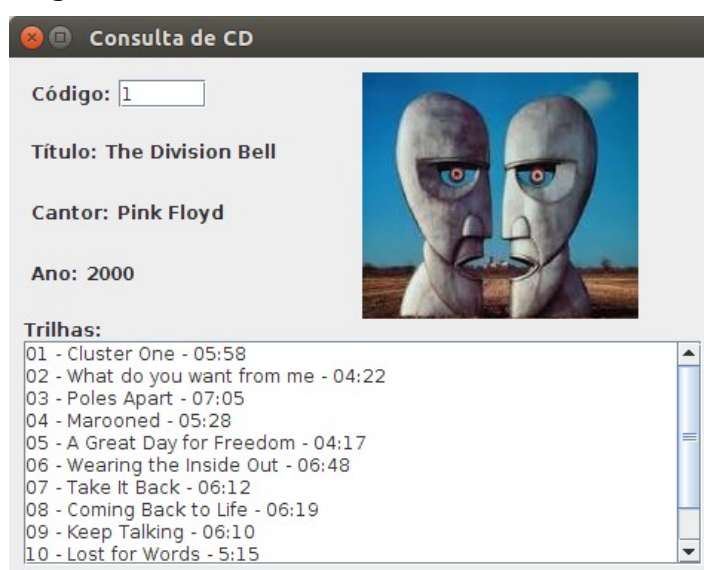 Consulta de CD
Código: 1
Título: The Division Bell
Cantor: Pink Floyd
Ano: 2000
Trilhas:
01 - Cluster One - 05:58
02 - What do you want from me - 04:22
03 - Poles Apart - 07:05
04 - Marooned - 05:28
05 - A Great Day for Freedom - 04:17
06 - Wearing the Inside Out - 06:48
07 - Take It Back - 06:12
08 - Coming Back to Life - 06:19
09 - Keep Talking - 06:10
10 - Lost for Words - 5:15